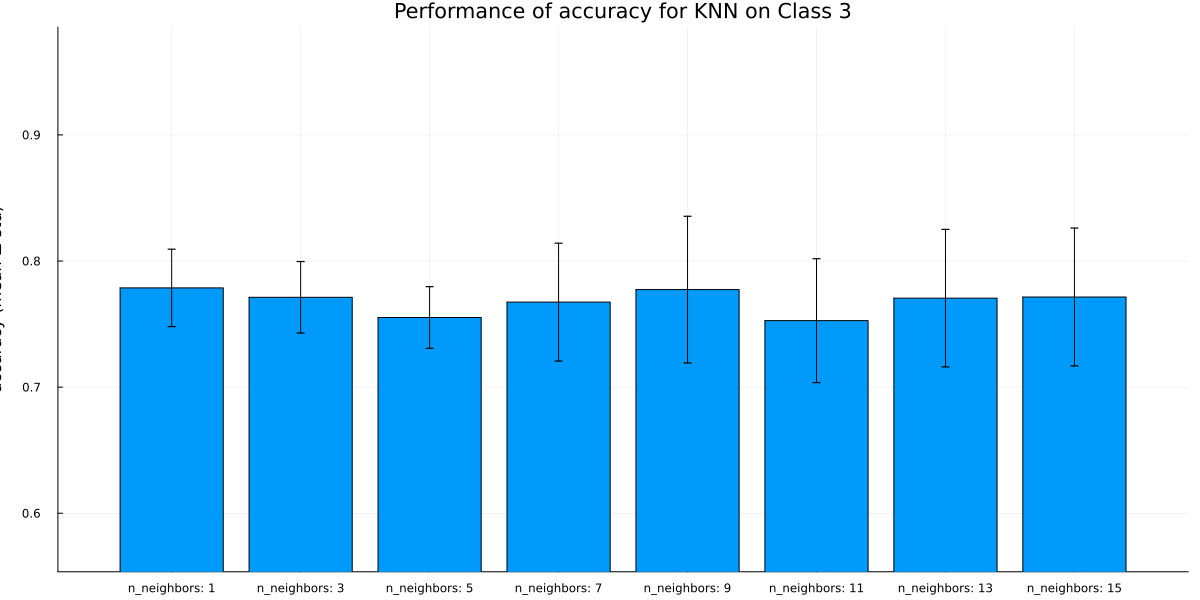 Performance of accuracy for KNN on Class 3
0.9
0.8
0.7
0.6
n_neighbors: 1
n_neighbors: 3
n_neighbors: 5
n_neighbors: 7
n_neighbors: 9
n_neighbors: 11
n_neighbors: 13
n_neighbors: 15